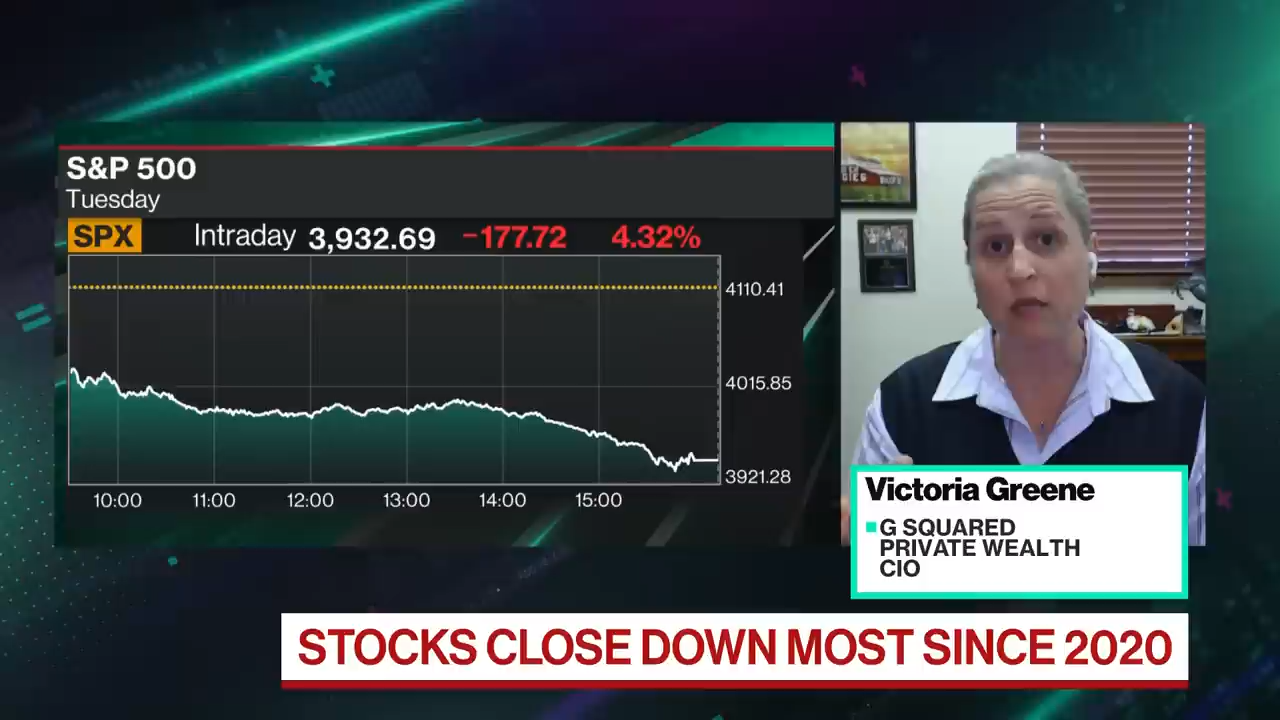 S&P 500
Tuesday
SPX Intraday 3,932.69 −177.72 4.32%
4110.41
4015.85
3921.28
10:00 11:00 12:00 13:00 14:00 15:00
Victoria Greene
G SQUARED
PRIVATE WEALTH
CIO
STOCKS CLOSE DOWN MOST SINCE 2020